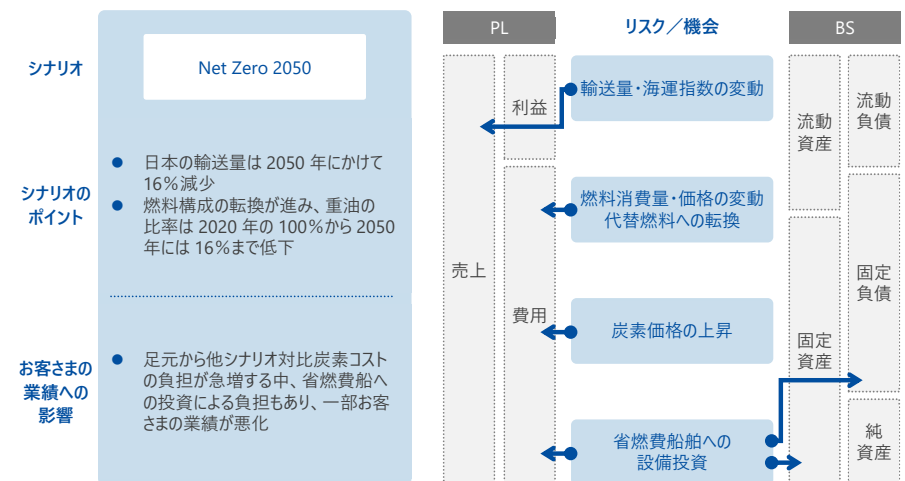 シナリオ
Net Zero 2050
シナリオの
ポイント
● 日本の輸送量は 2050 年にかけて
16％減少
● 燃料構成の転換が進み、重油の
比率は 2020 年の 100％から 2050
年には 16％まで低下
お客さまの
業績への
影響
● 足元から他シナリオ対比炭素コスト
の負担が急増する中、省燃費船へ
の投資による負担もあり、一部お客
さまの業績が悪化
PL
リスク／機会
BS
売上
利益
費用
輸送量・海運指数の変動
燃料消費量・価格の変動
代替燃料への転換
炭素価格の上昇
省燃費船舶への
設備投資
流動
資産
固定
資産
流動
負債
固定
負債
純
資産